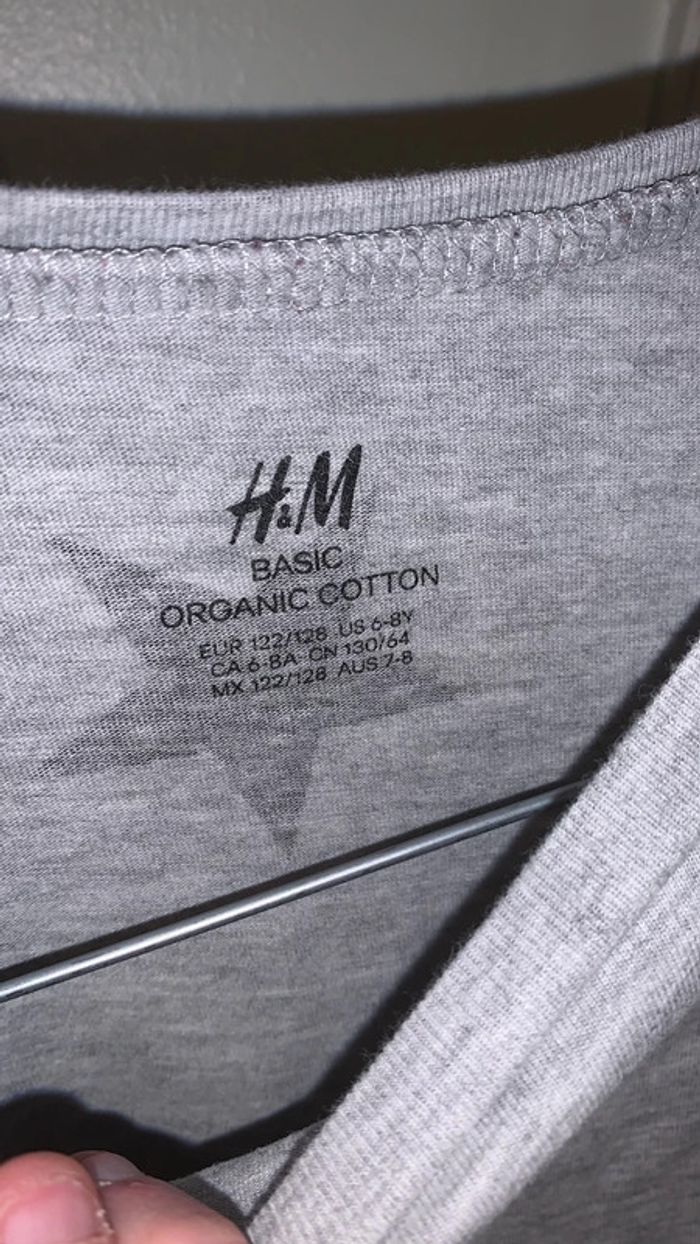 H&M
BASIC
ORGANIC COTTON
EUR 122/128 US 6-8Y
CA 6-8A CN 130/64
MX 122/128 AUS 7-8